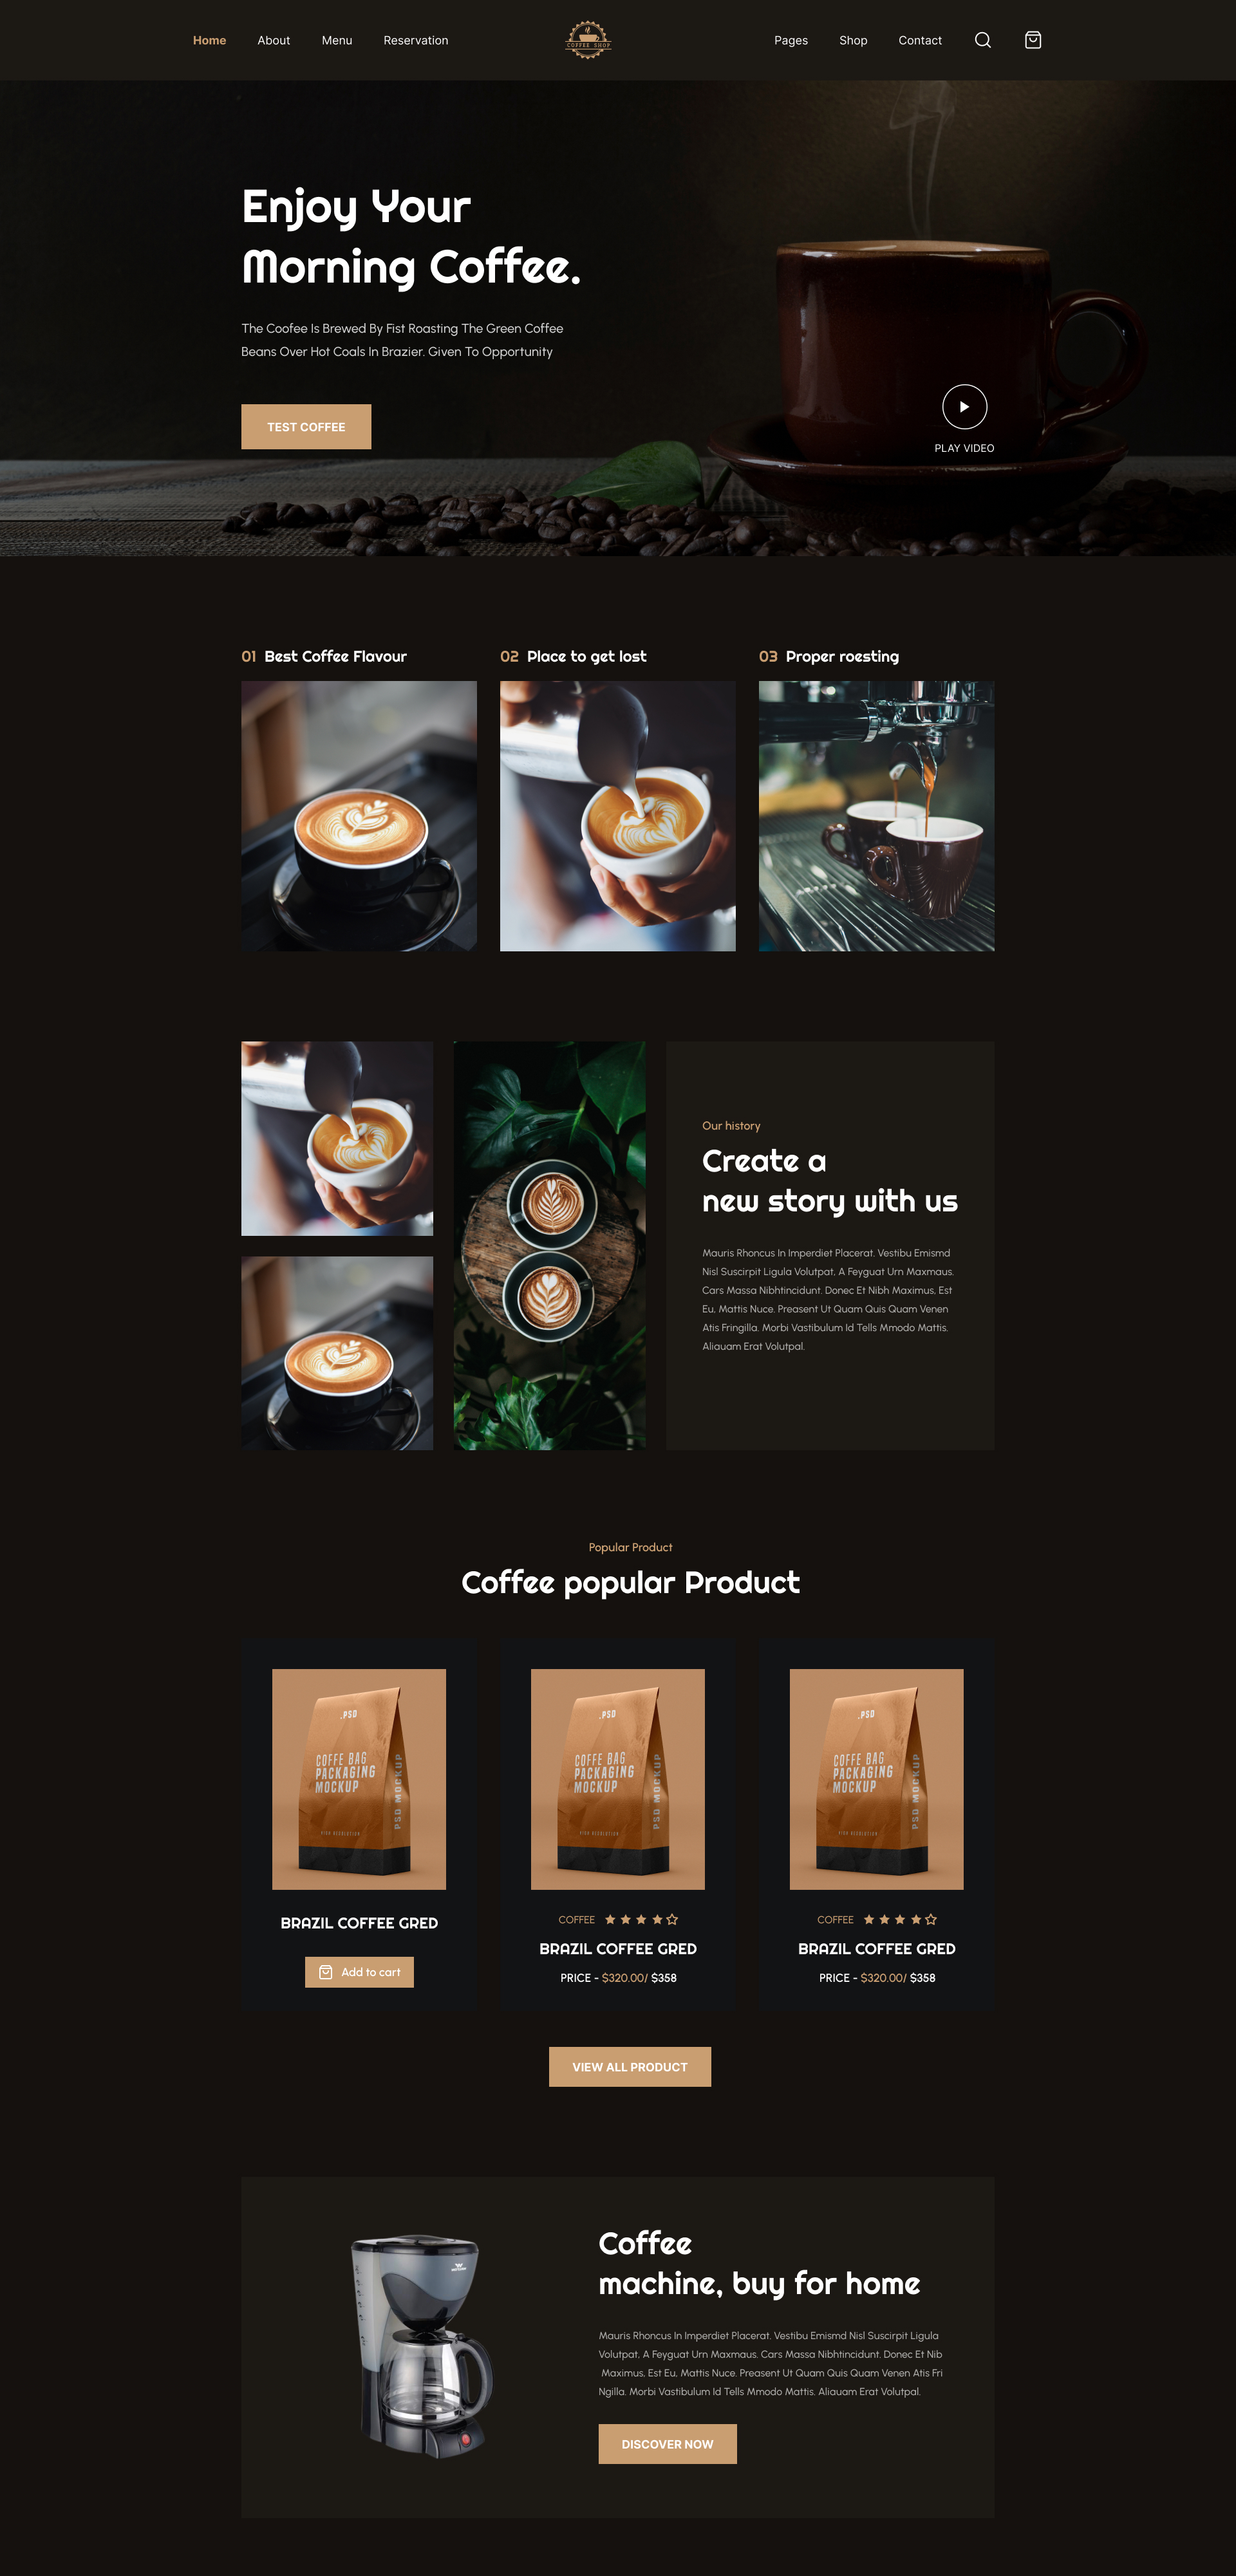 Home
About
Menu
Reservation
COFFEE SHOP
Pages
Shop
Contact
Enjoy Your
Morning Coffee.
The Coofee Is Brewed By Fist Roasting The Green Coffee
Beans Over Hot Coals In Brazier. Given To Opportunity
TEST COFFEE
PLAY VIDEO
01 Best Coffee Flavour
02 Place to get lost
03 Proper roesting
Our history
Create a
new story with us
Mauris Rhoncus In Imperdiet Placerat. Vestibu Emismd
Nisl Suscirpit Ligula Volutpat, A Feyguat Urn Maxmaus.
Cars Massa Nibhtincidunt. Donec Et Nibh Maximus, Est
Eu, Mattis Nuce. Preasent Ut Quam Quis Quam Venen
Atis Fringilla. Morbi Vastibulum Id Tells Mmodo Mattis.
Aliauam Erat Volutpal.
Popular Product
Coffee popular Product
.PSD
COFFE BAG
PACKAGING
MOCKUP
PSD MOCKUP
HIGH RESOLUTION
BRAZIL COFFEE GRED
Add to cart
.PSD
COFFE BAG
PACKAGING
MOCKUP
PSD MOCKUP
HIGH RESOLUTION
COFFEE
BRAZIL COFFEE GRED
PRICE - $320.00/ $358
.PSD
COFFE BAG
PACKAGING
MOCKUP
PSD MOCKUP
HIGH RESOLUTION
COFFEE
BRAZIL COFFEE GRED
PRICE - $320.00/ $358
VIEW ALL PRODUCT
Coffee
machine, buy for home
Mauris Rhoncus In Imperdiet Placerat. Vestibu Emismd Nisl Suscirpit Ligula
Volutpat, A Feyguat Urn Maxmaus. Cars Massa Nibhtincidunt. Donec Et Nib
Maximus, Est Eu, Mattis Nuce. Preasent Ut Quam Quis Quam Venen Atis Fri
Ngilla. Morbi Vastibulum Id Tells Mmodo Mattis. Aliauam Erat Volutpal.
DISCOVER NOW